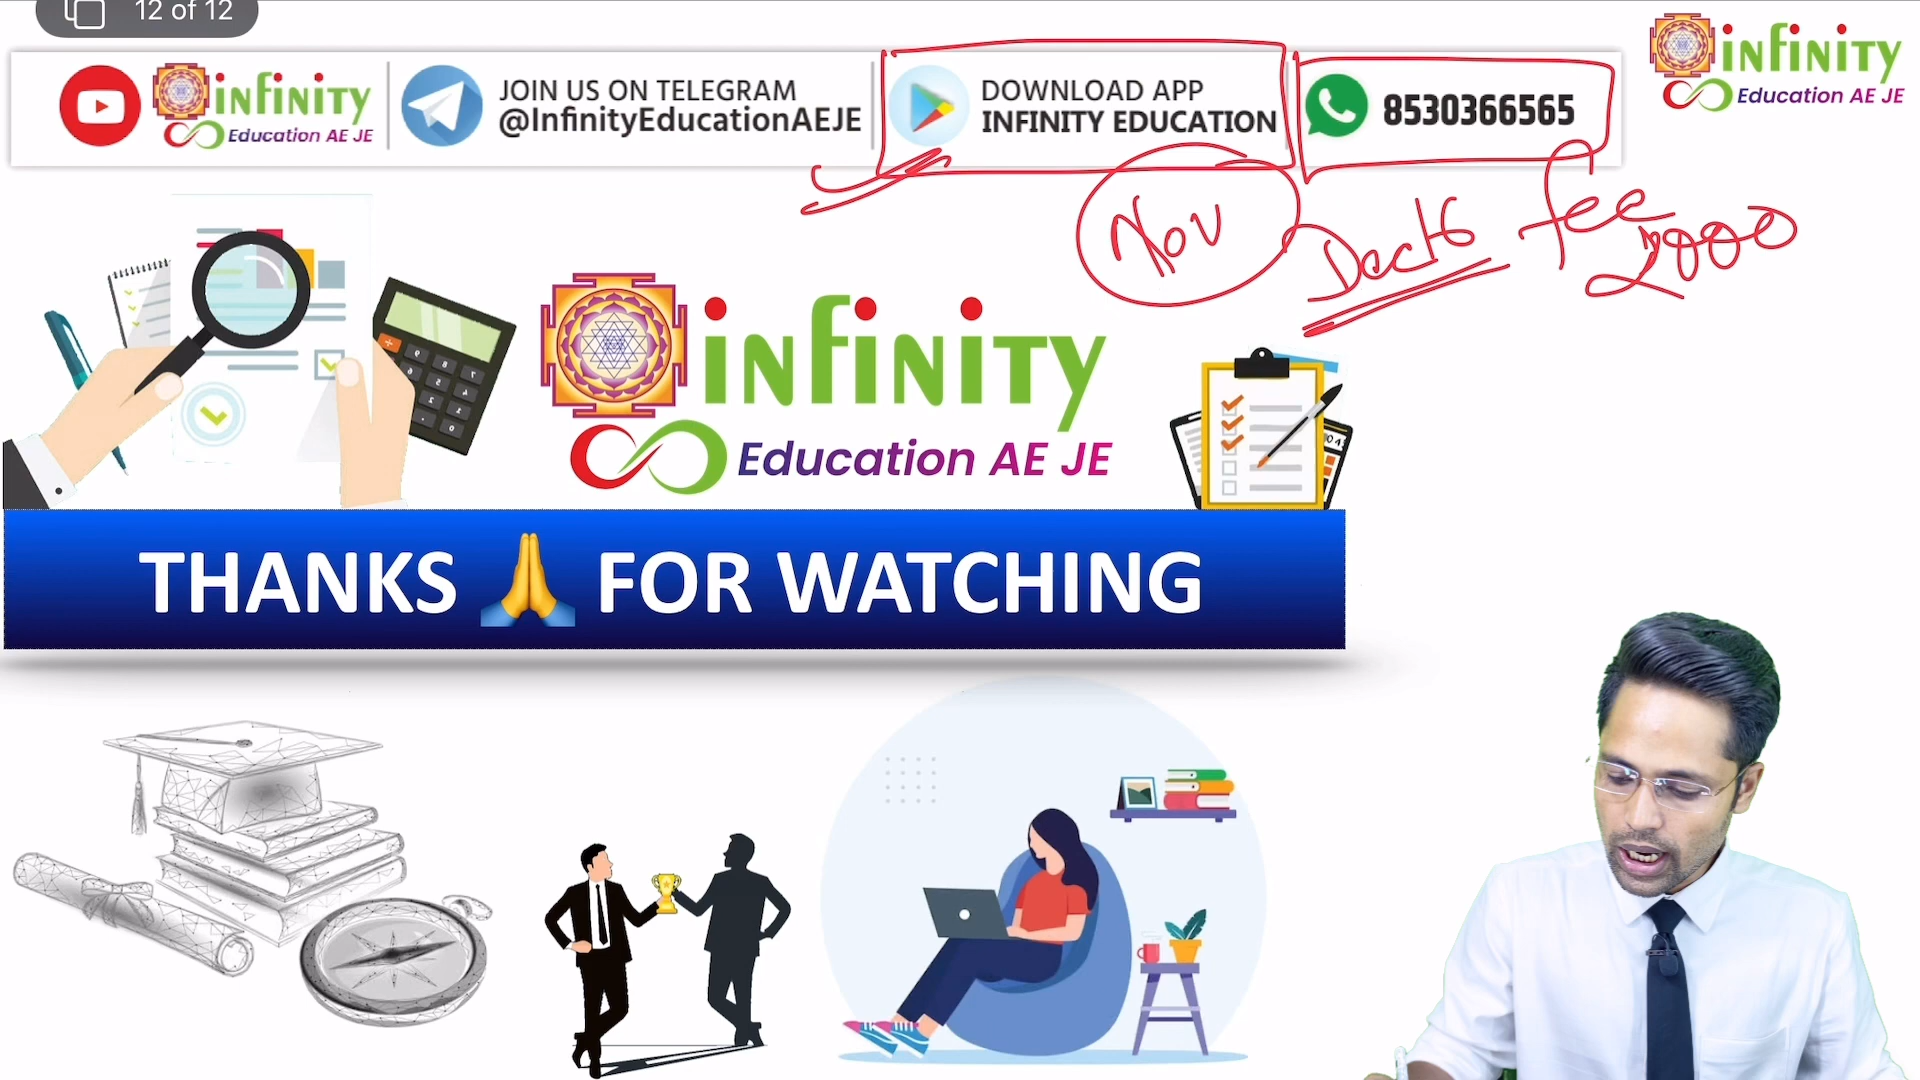 12 of 12
infinity
Education AE JE
JOIN US ON TELEGRAM
@InfinityEducationAEJE
DOWNLOAD APP
INFINITY EDUCATION
8530366565
infinity
Education AE JE
Nov
fee
2000
infinity
Education AE JE
THANKS 🙏 FOR WATCHING